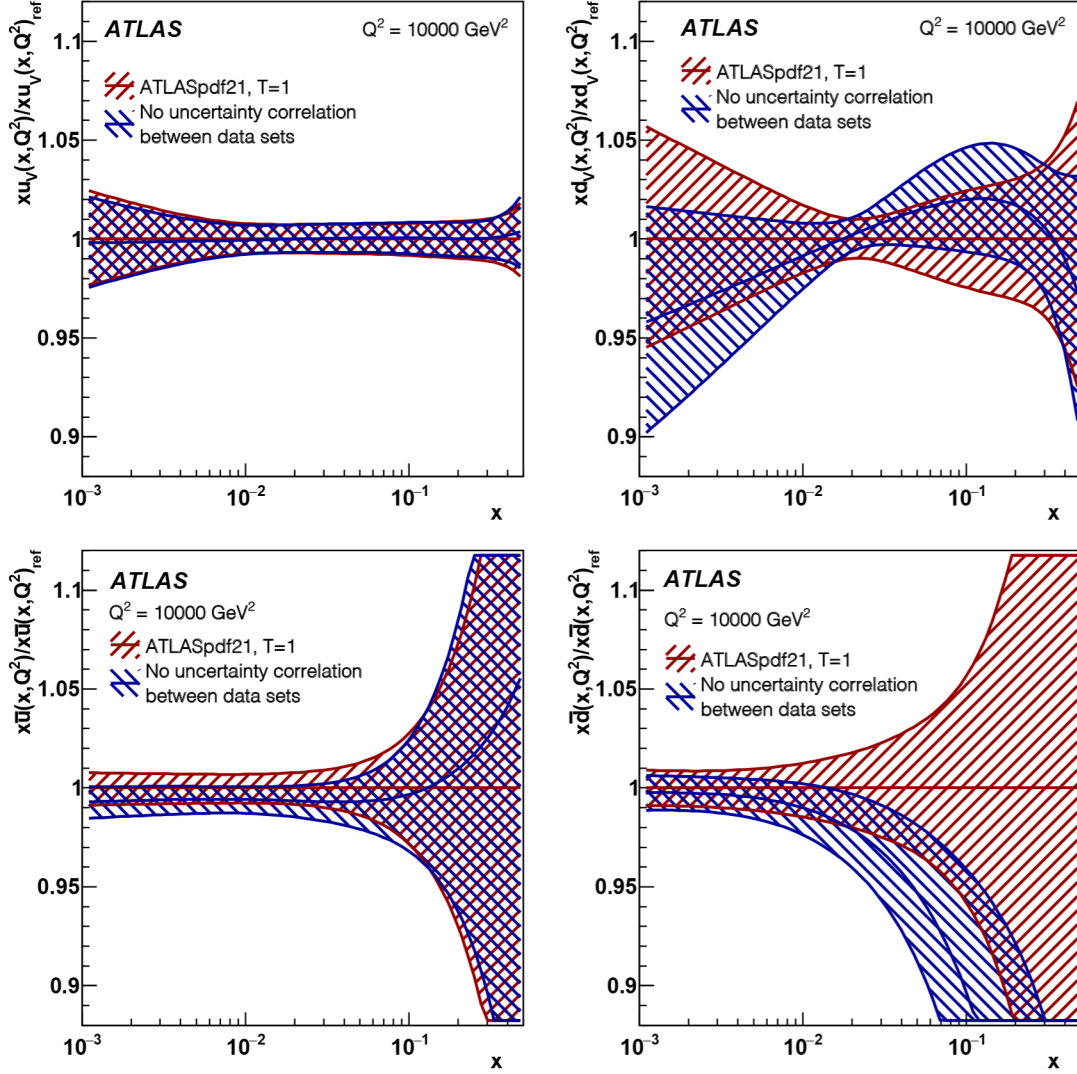 ATLAS
Q² = 10000 GeV²
ATLASpdf21, T=1
No uncertainty correlation
between data sets
xu_V(x,Q²)/xu_V(x,Q²)_ref
1.1
1.05
1
0.95
0.9
10⁻³ 10⁻² 10⁻¹
x
ATLAS
Q² = 10000 GeV²
ATLASpdf21, T=1
No uncertainty correlation
between data sets
xd_V(x,Q²)/xd_V(x,Q²)_ref
1.1
1.05
1
0.95
0.9
10⁻³ 10⁻² 10⁻¹
x
ATLAS
Q² = 10000 GeV²
ATLASpdf21, T=1
No uncertainty correlation
between data sets
xu̅(x,Q²)/xu̅(x,Q²)_ref
1.1
1.05
1
0.95
0.9
10⁻³ 10⁻² 10⁻¹
x
ATLAS
Q² = 10000 GeV²
ATLASpdf21, T=1
No uncertainty correlation
between data sets
xd̅(x,Q²)/xd̅(x,Q²)_ref
1.1
1.05
1
0.95
0.9
10⁻³ 10⁻² 10⁻¹
x